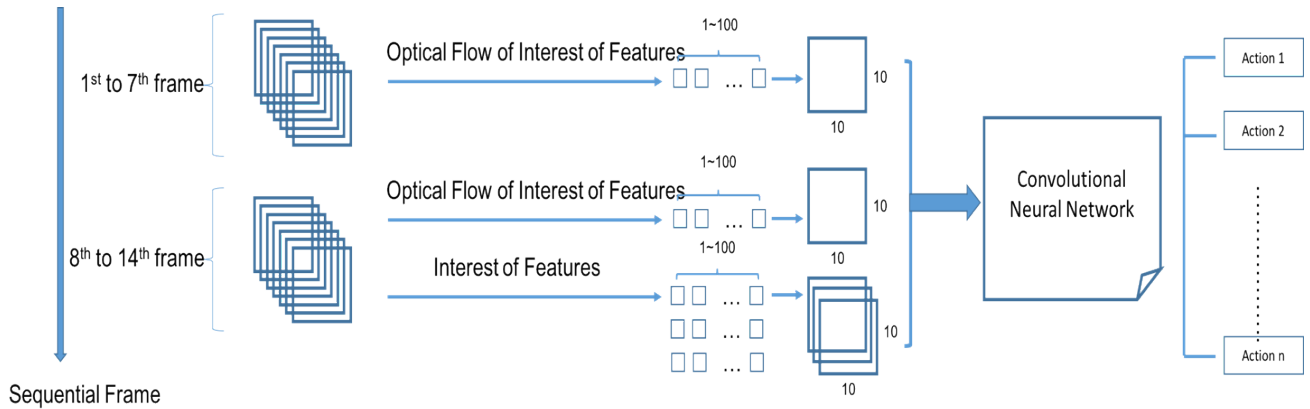 1st to 7th frame
Optical Flow of Interest of Features
1~100
...
10
10
8th to 14th frame
Optical Flow of Interest of Features
1~100
...
10
10
Interest of Features
1~100
...
...
...
10
10
Sequential Frame
Convolutional
Neural Network
Action 1
Action 2
Action n